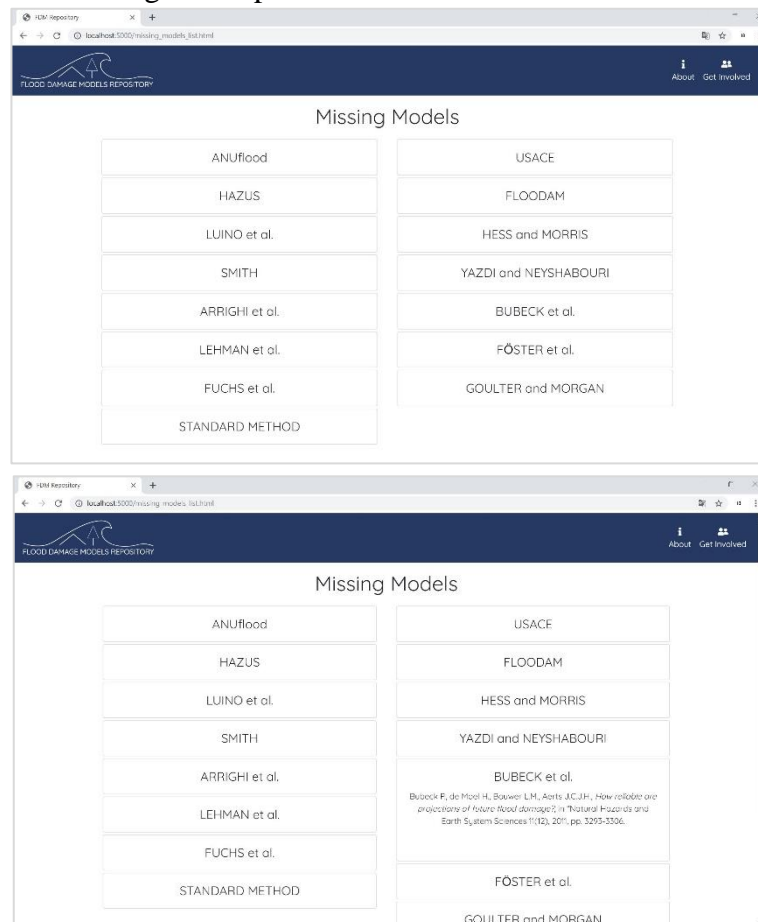 FDM Repository
localhost:5000/missing_models_list.html
FLOOD DAMAGE MODELS REPOSITORY
About Get Involved
Missing Models
ANUflood
USACE
HAZUS
FLOODAM
LUINO et al.
HESS and MORRIS
SMITH
YAZDI and NEYSHABOURI
ARRIGHI et al.
BUBECK et al.
LEHMAN et al.
FÖSTER et al.
FUCHS et al.
GOULTER and MORGAN
STANDARD METHOD
FDM Repository
localhost:5000/missing_models_list.html
FLOOD DAMAGE MODELS REPOSITORY
About Get Involved
Missing Models
ANUflood
USACE
HAZUS
FLOODAM
LUINO et al.
HESS and MORRIS
SMITH
YAZDI and NEYSHABOURI
ARRIGHI et al.
BUBECK et al.
Bubeck P., de Moel H., Bouwer L.M., Aerts J.C.J.H., How reliable are
projections of future flood damage?, in "Natural Hazards and
Earth System Sciences 11(12), 2011, pp. 3293-3306.
LEHMAN et al.
FUCHS et al.
STANDARD METHOD
FÖSTER et al.
GOULTER and MORGAN